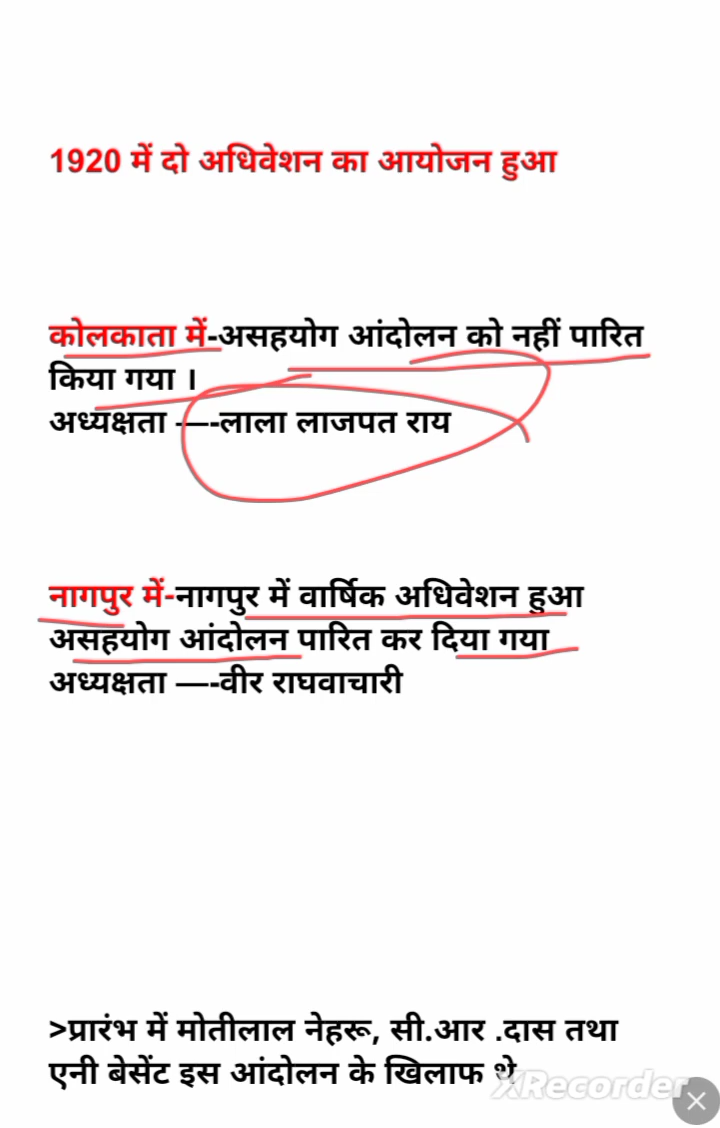 1920 में दो अधिवेशन का आयोजन हुआ
कोलकाता में-असहयोग आंदोलन को नहीं पारित
किया गया ।
अध्यक्षता —-लाला लाजपत राय
नागपुर में-नागपुर में वार्षिक अधिवेशन हुआ
असहयोग आंदोलन पारित कर दिया गया
अध्यक्षता —-वीर राघवाचारी
>प्रारंभ में मोतीलाल नेहरू, सी.आर .दास तथा
एनी बेसेंट इस आंदोलन के खिलाफ थे
XRecorder